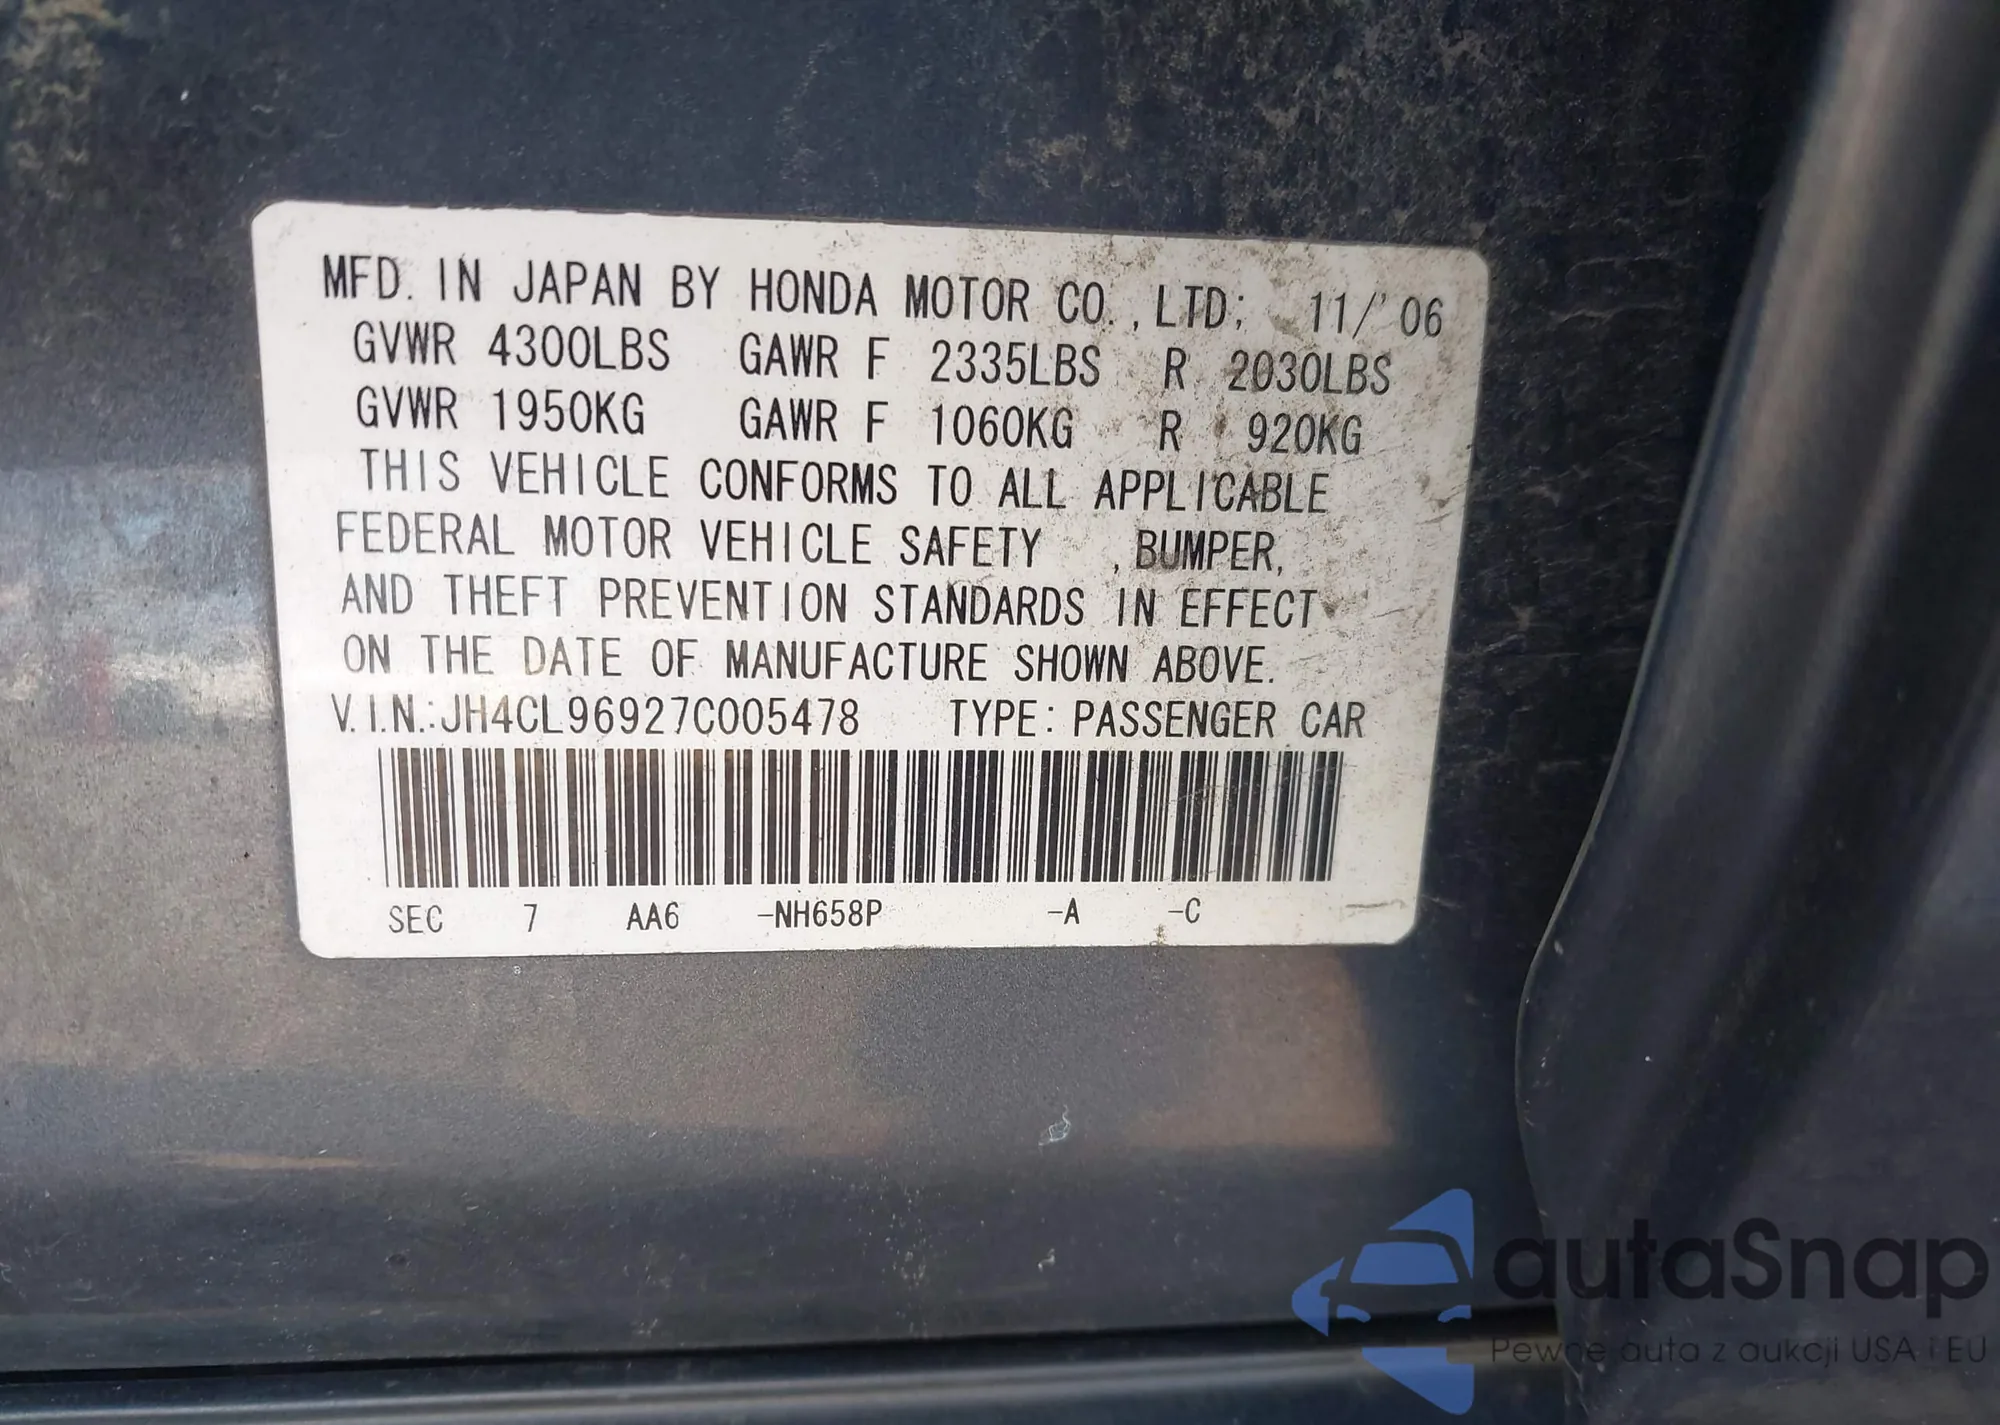 MFD. IN JAPAN BY HONDA MOTOR CO.,LTD; 11/'06
GVWR 4300LBS GAWR F 2335LBS R 2030LBS
GVWR 1950KG GAWR F 1060KG R 920KG
THIS VEHICLE CONFORMS TO ALL APPLICABLE
FEDERAL MOTOR VEHICLE SAFETY ,BUMPER,
AND THEFT PREVENTION STANDARDS IN EFFECT
ON THE DATE OF MANUFACTURE SHOWN ABOVE.
V.I.N.:JH4CL96927C005478 TYPE:PASSENGER CAR
SEC 7 AA6 -NH658P -A -C
autaSnap
Pewne auta z aukcji USA i EU